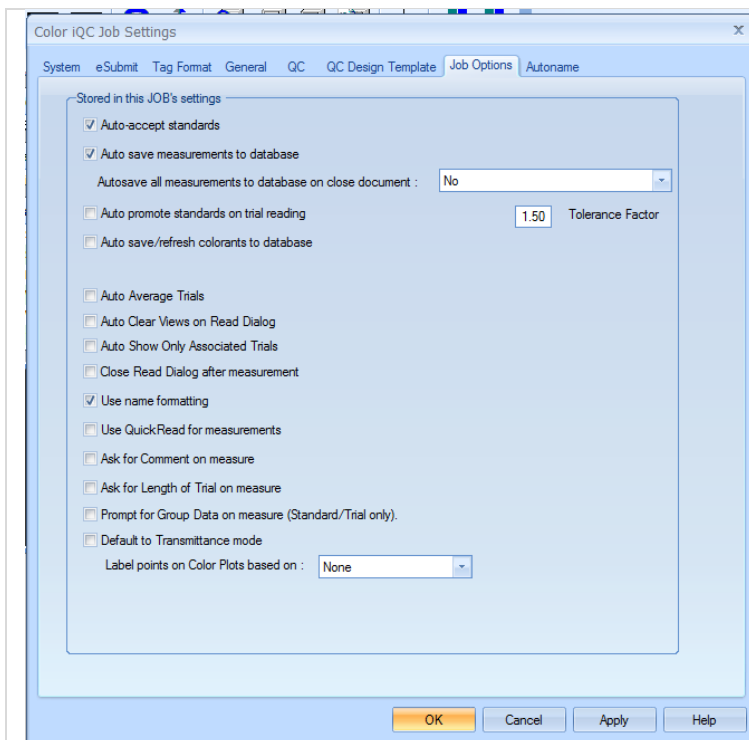 Color iQC Job Settings
x
System eSubmit Tag Format General QC QC Design Template Job Options Autoname
Stored in this JOB's settings
Auto-accept standards
Auto save measurements to database
Autosave all measurements to database on close document : No
Auto promote standards on trial reading 1.50 Tolerance Factor
Auto save/refresh colorants to database
Auto Average Trials
Auto Clear Views on Read Dialog
Auto Show Only Associated Trials
Close Read Dialog after measurement
Use name formatting
Use QuickRead for measurements
Ask for Comment on measure
Ask for Length of Trial on measure
Prompt for Group Data on measure (Standard/Trial only).
Default to Transmittance mode
Label points on Color Plots based on : None
OK Cancel Apply Help